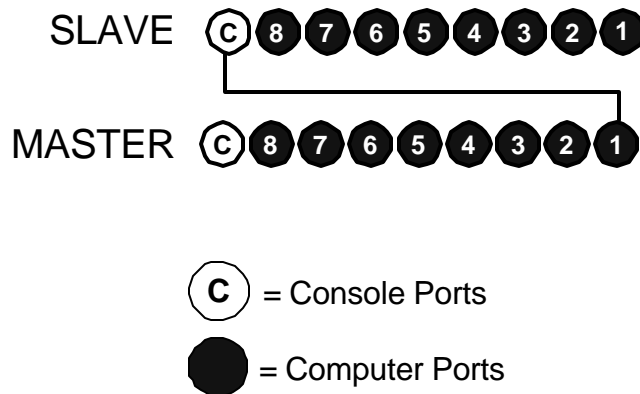 SLAVE C 8 7 6 5 4 3 2 1
MASTER C 8 7 6 5 4 3 2 1
C = Console Ports
= Computer Ports